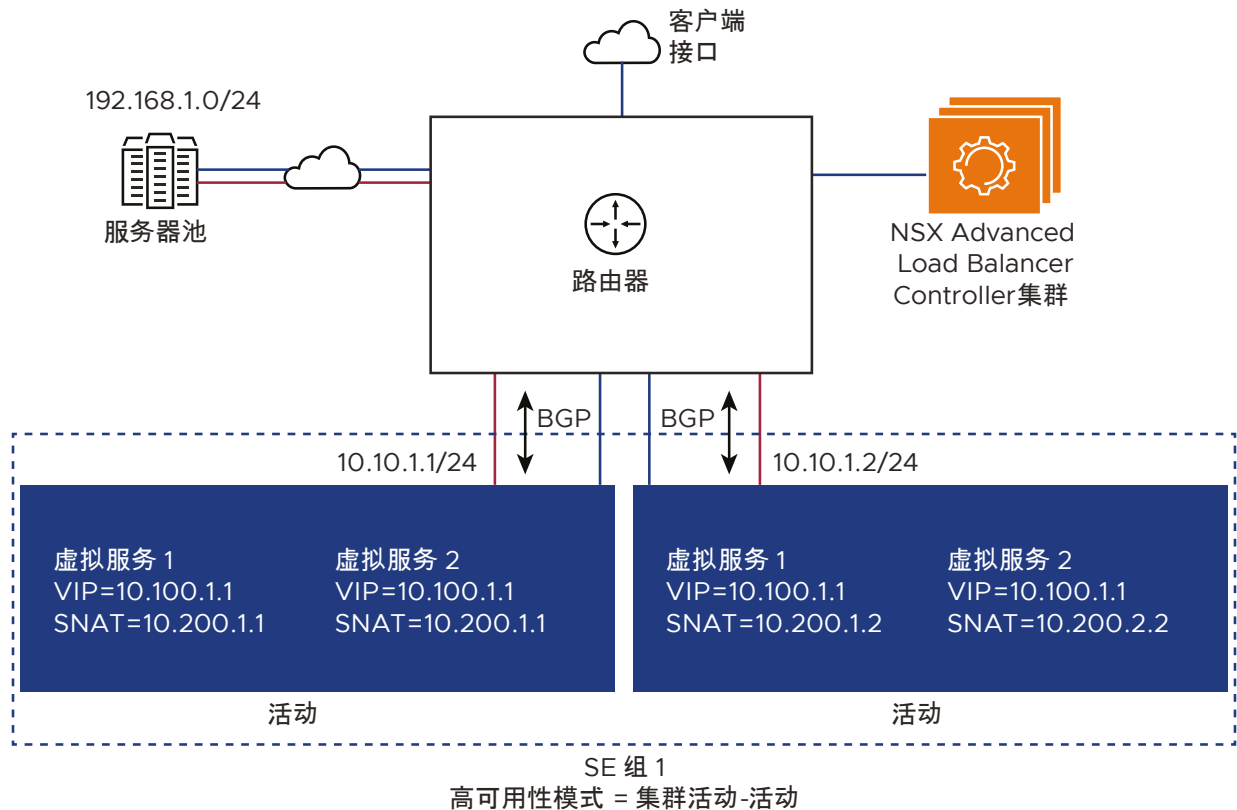 客户端
接口
192.168.1.0/24
服务器池
路由器
NSX Advanced
Load Balancer
Controller集群
BGP
BGP
10.10.1.1/24
10.10.1.2/24
虚拟服务 1
VIP=10.100.1.1
SNAT=10.200.1.1
虚拟服务 2
VIP=10.100.1.1
SNAT=10.200.1.1
虚拟服务 1
VIP=10.100.1.1
SNAT=10.200.1.2
虚拟服务 2
VIP=10.100.1.1
SNAT=10.200.2.2
活动
活动
SE 组 1
高可用性模式 = 集群活动-活动